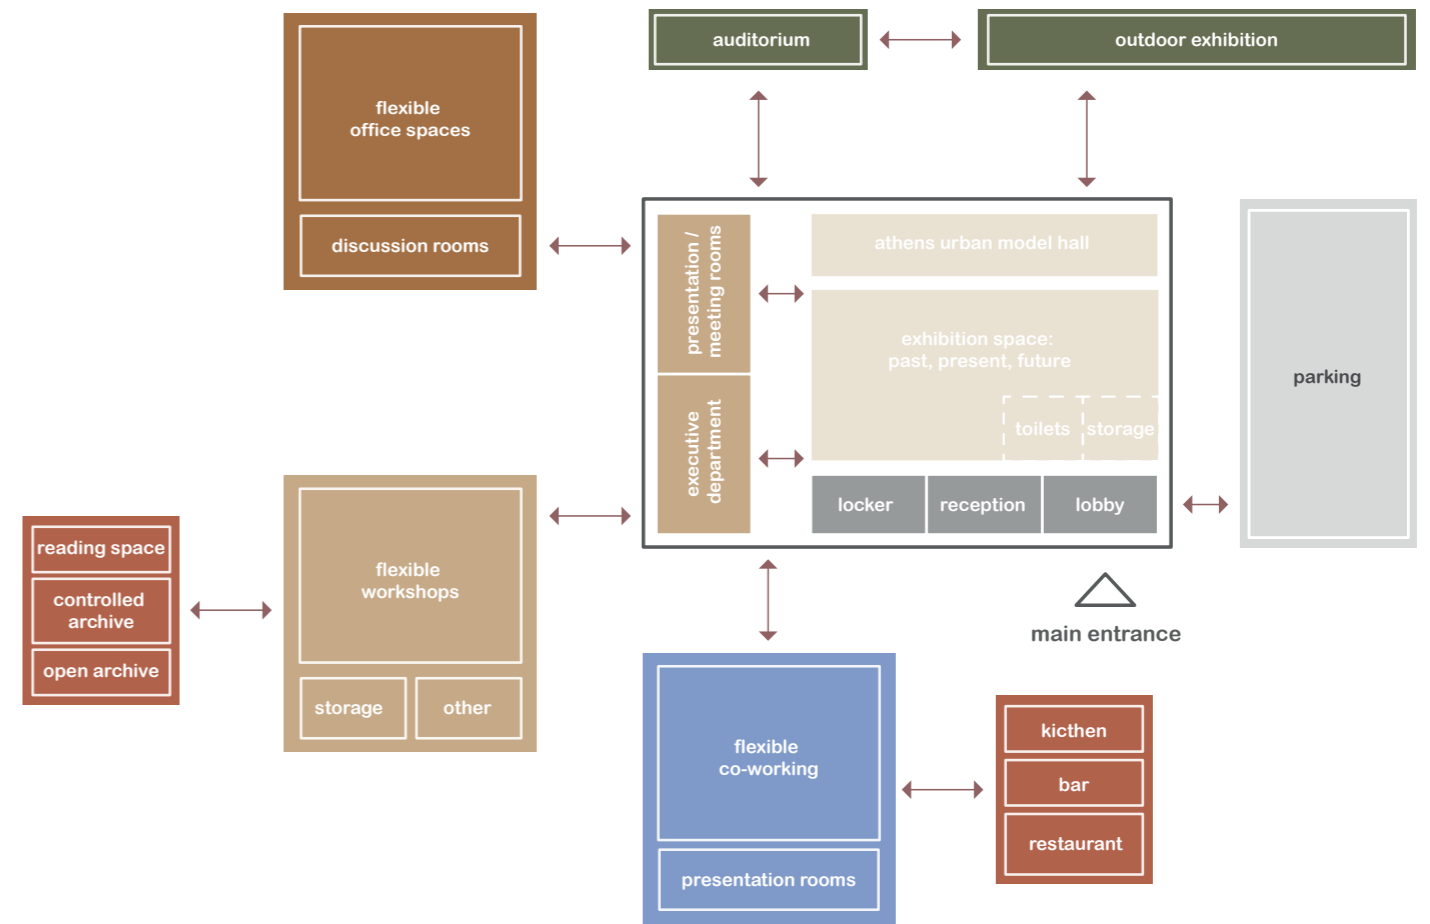 auditorium
outdoor exhibition
flexible
office spaces
discussion rooms
presentation /
meeting rooms
athens urban model hall
exhibition space:
past, present, future
toilets
storage
executive
department
locker
reception
lobby
parking
main entrance
reading space
controlled
archive
open archive
flexible
workshops
storage
other
flexible
co-working
presentation rooms
kicthen
bar
restaurant